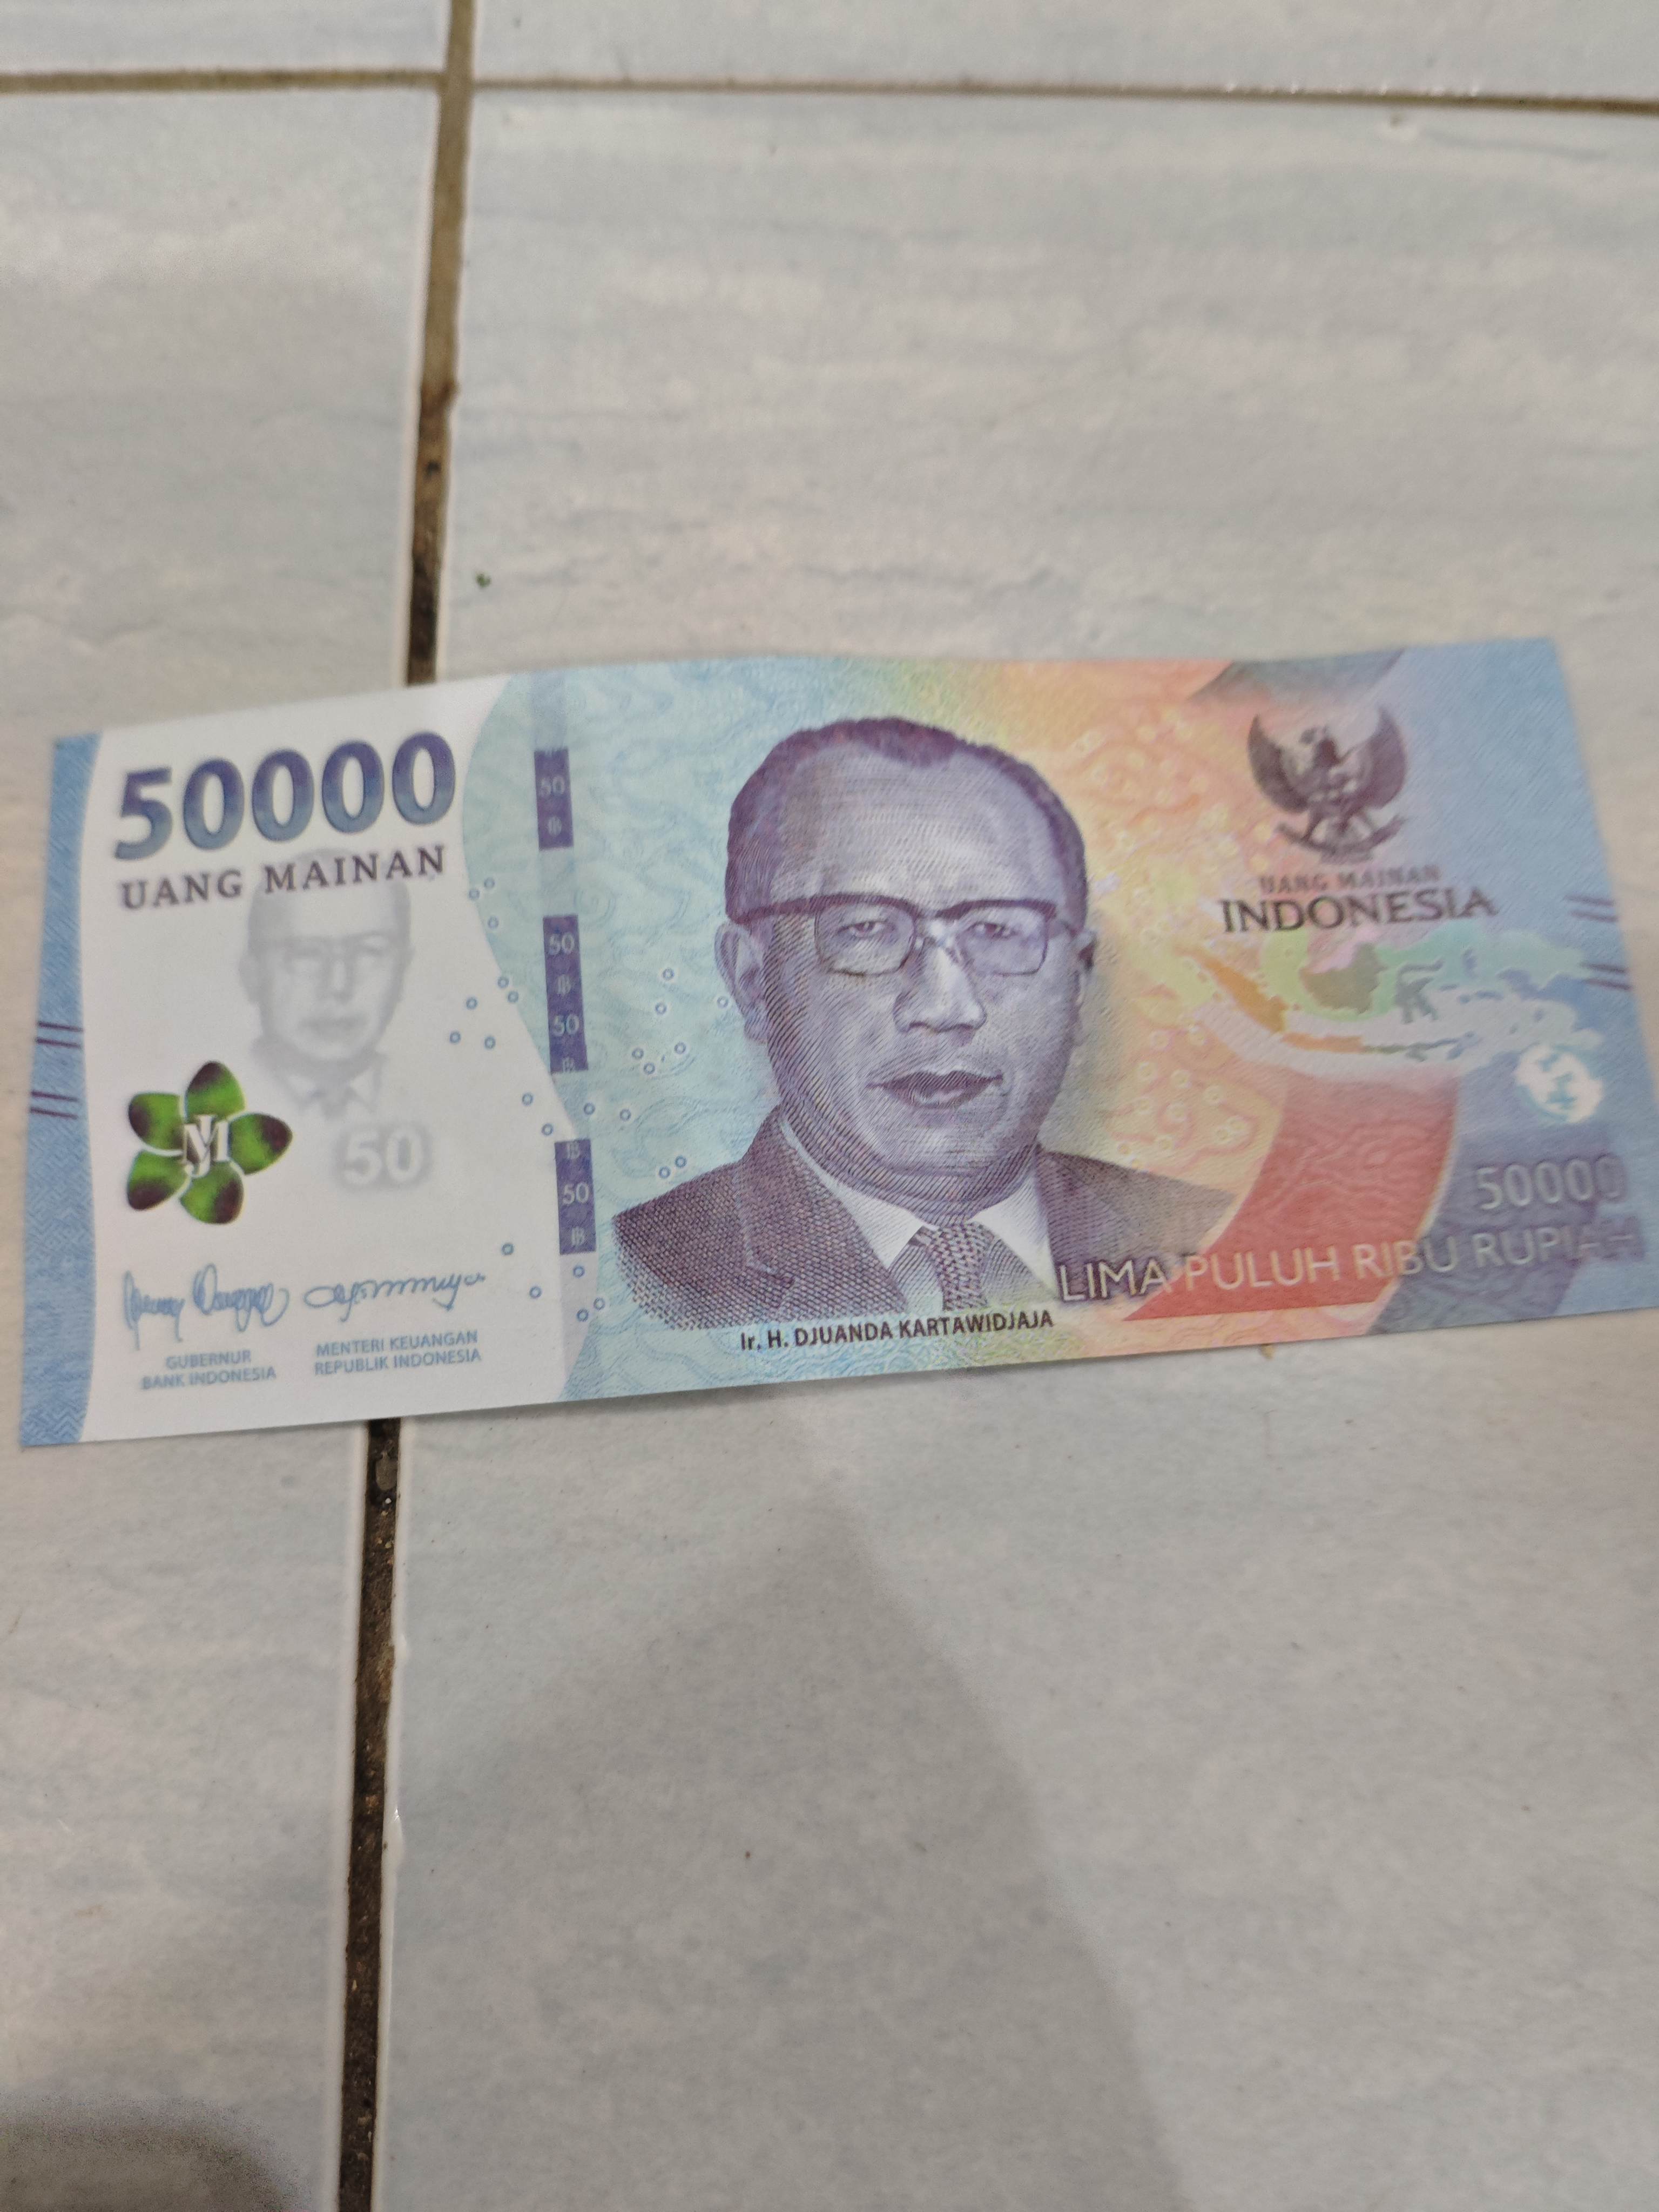 50000
UANG MAINAN
50
50
50
50
JM
50
GUBERNUR
BANK INDONESIA
MENTERI KEUANGAN
REPUBLIK INDONESIA
Ir. H. DJUANDA KARTAWIDJAJA
UANG MAINAN
INDONESIA
50000
LIMA PULUH RIBU RUPIAH